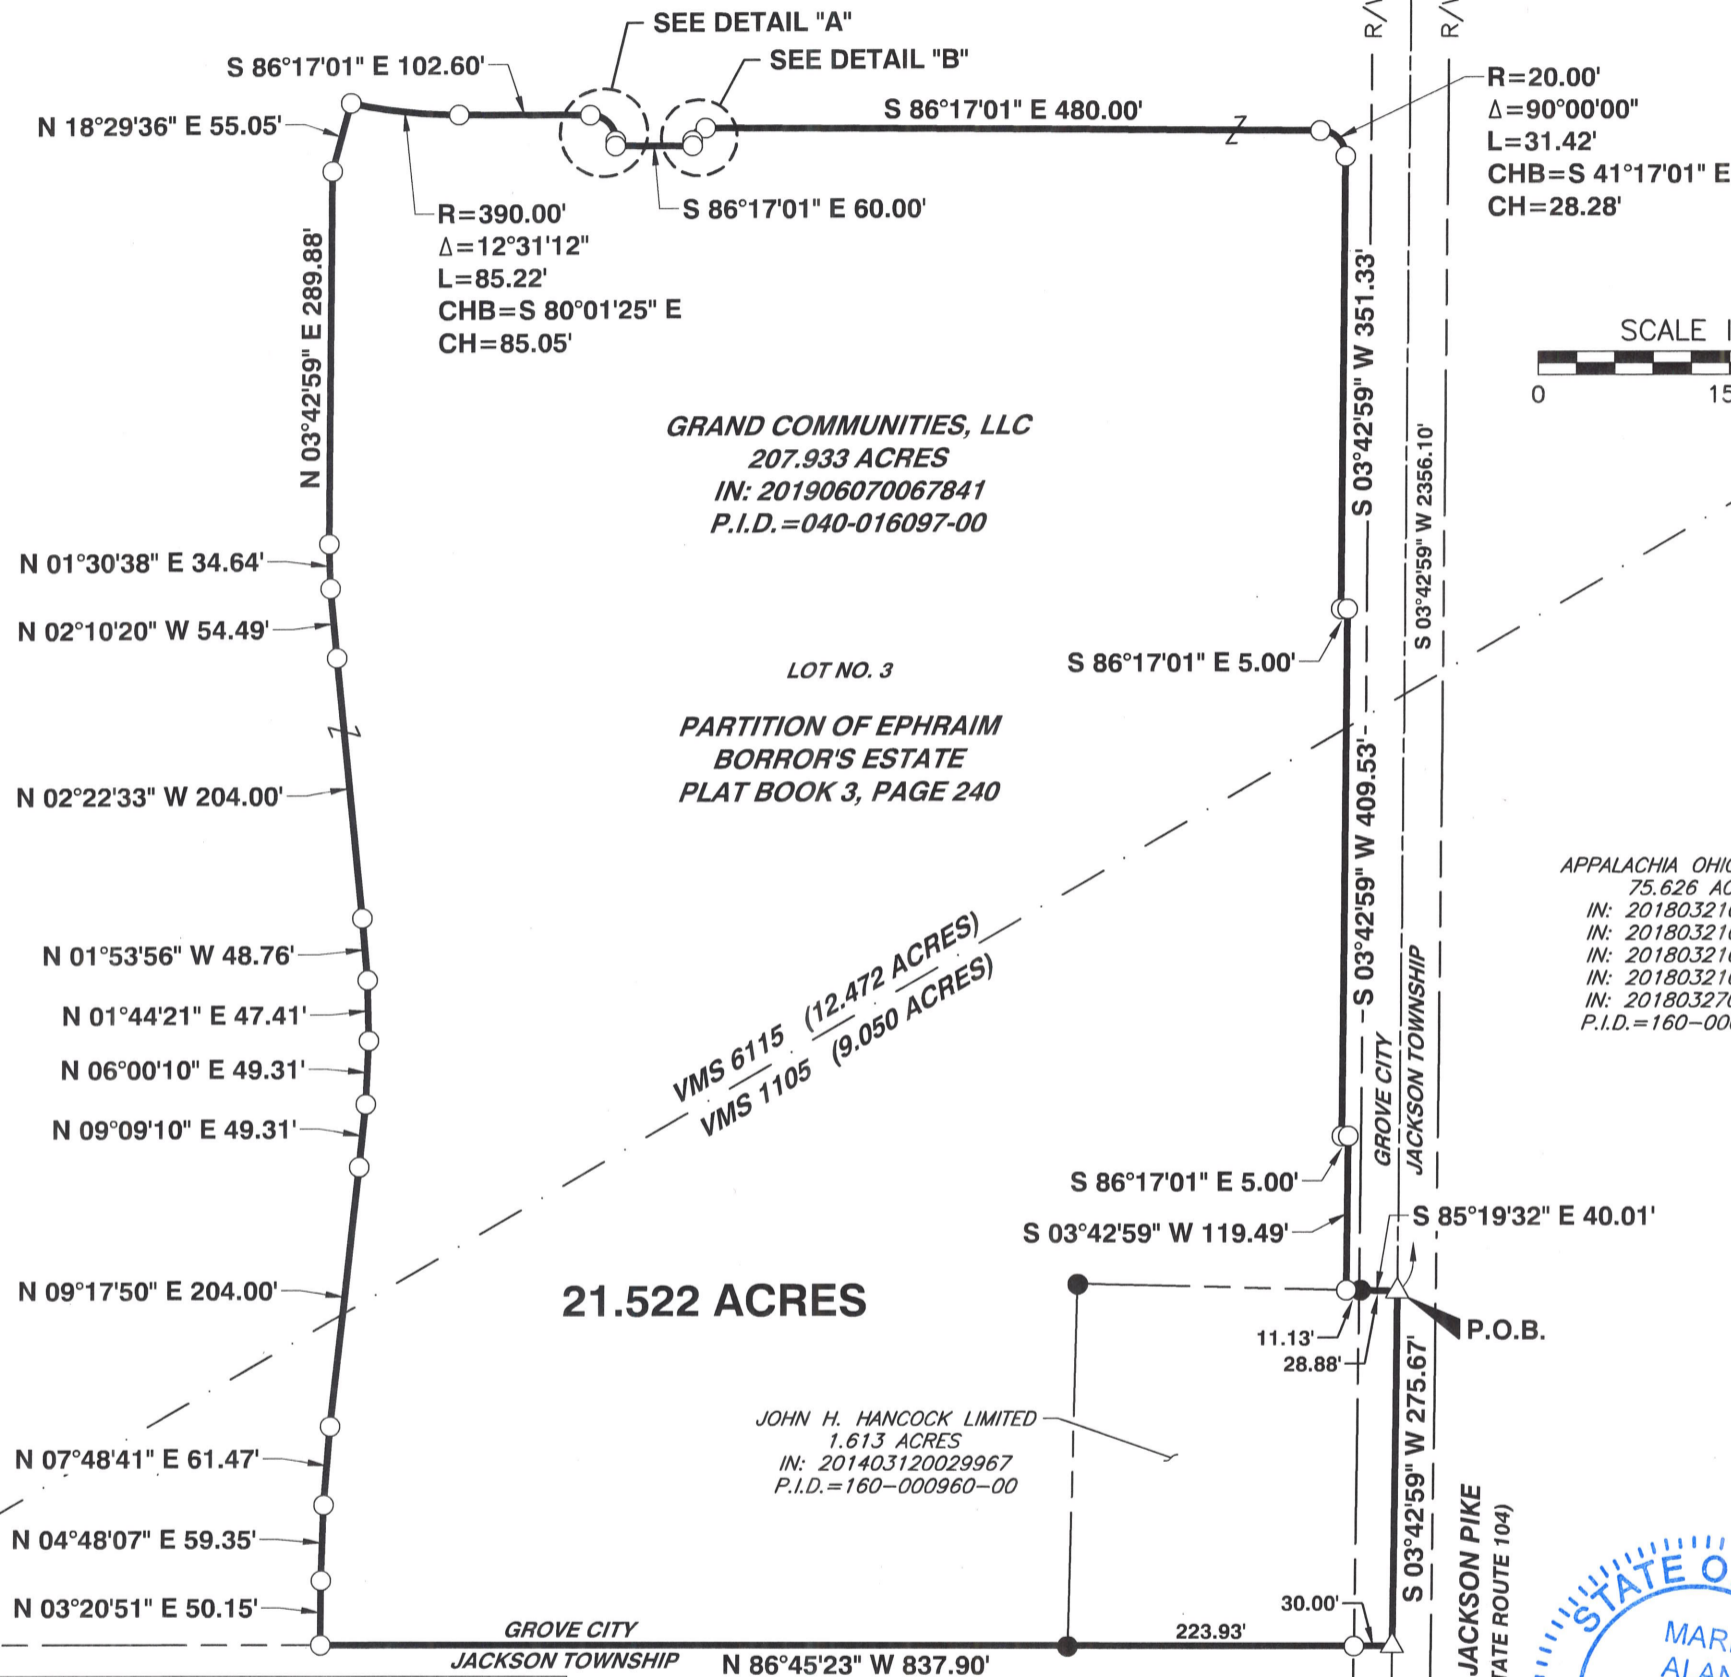 SEE DETAIL "A"
SEE DETAIL "B"
S 86°17'01" E 102.60'
N 18°29'36" E 55.05'
S 86°17'01" E 480.00'
R/
R/
R=20.00'
Δ=90°00'00"
L=31.42'
CHB=S 41°17'01" E
CH=28.28'
R=390.00'
Δ=12°31'12"
L=85.22'
CHB=S 80°01'25" E
CH=85.05'
S 86°17'01" E 60.00'
N 03°42'59" E 289.88'
S 03°42'59" W 351.33'
S 03°42'59" W 2356.10'
SCALE
0
GRAND COMMUNITIES, LLC
207.933 ACRES
IN: 201906070067841
P.I.D.=040-016097-00
N 01°30'38" E 34.64'
N 02°10'20" W 54.49'
LOT NO. 3
S 86°17'01" E 5.00'
PARTITION OF EPHRAIM
BORROR'S ESTATE
PLAT BOOK 3, PAGE 240
N 02°22'33" W 204.00'
S 03°42'59" W 409.53'
APPALACHIA
75.626
IN:
IN:
IN:
IN:
IN:
N 01°53'56" W 48.76'
N 01°44'21" E 47.41'
N 06°00'10" E 49.31'
N 09°09'10" E 49.31'
VMS 6115 (12.472 ACRES)
VMS 1105 (9.050 ACRES)
GROVE CITY
JACKSON TOWNSHIP
S 86°17'01" E 5.00'
S 03°42'59" W 119.49'
S 85°19'32" E 40.01'
N 09°17'50" E 204.00'
21.522 ACRES
P.O.B.
11.13'
28.88'
S 03°42'59" W 275.67'
JOHN H. HANCOCK LIMITED
1.613 ACRES
IN: 201403120029967
P.I.D.=160-000960-00
N 07°48'41" E 61.47'
N 04°48'07" E 59.35'
N 03°20'51" E 50.15'
JACKSON PIKE
ROUTE 104)
STATE
30.00'
223.93'
GROVE CITY
JACKSON TOWNSHIP
N 86°45'23" W 837.90'